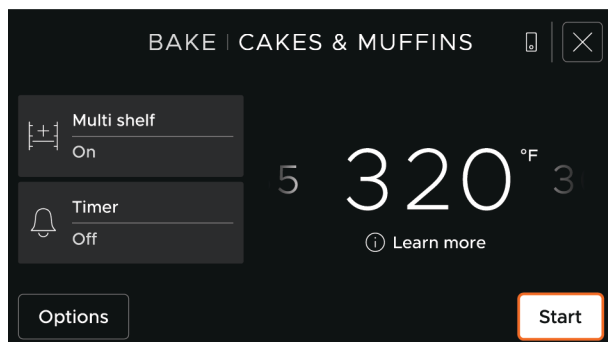 BAKE | CAKES & MUFFINS
Multi shelf
On
5 320 °F
Timer
Off
Learn more
Options
Start